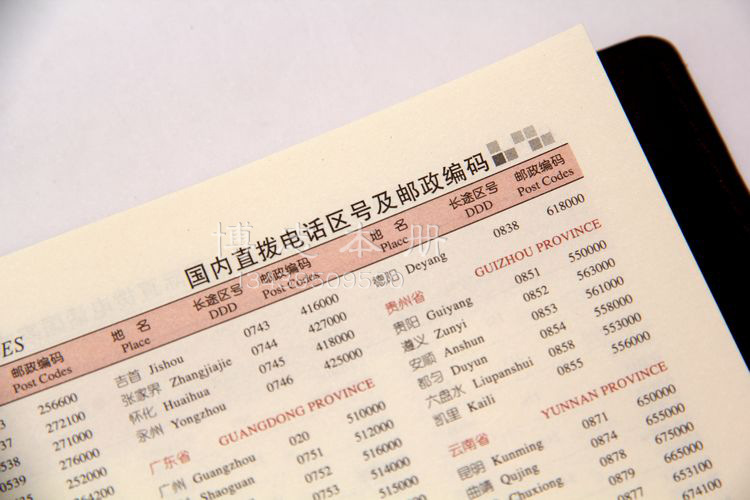 国内直拨电话区号及邮政编码
ES
邮政编码 Post Codes
地名 Place
长途区号 DDD
邮政编码 Post Codes
地名 Place
长途区号 DDD
邮政编码 Post Codes
256600
272100
271000
276000
252000
吉首 Jishou 0743 416000
张家界 Zhangjiajie 0744 427000
怀化 Huaihua 0745 418000
永州 Yongzhou 0746 425000
广东省 GUANGDONG PROVINCE
广州 Guangzhou 020 510000
Shaoguan 0751 512000
0752 516000
0753 514000
515000
德阳 Deyang 0838 618000
贵州省 GUIZHOU PROVINCE
贵阳 Guiyang 0851 550000
遵义 Zunyi 0852 563000
安顺 Anshun 0853 561000
都匀 Duyun 0854 558000
六盘水 Liupanshui 0858 553000
凯里 Kaili 0855 556000
云南省 YUNNAN PROVINCE
昆明 Kunming 0871 650000
曲靖 Qujing 0874 655000
Chuxiong 0878 675000
0879 665000
653100
674100